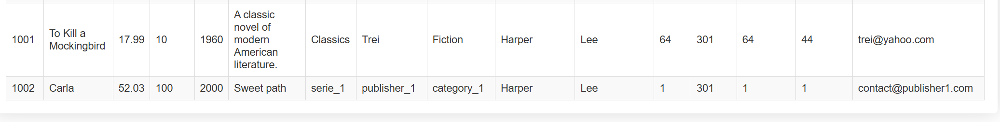 1001 To Kill a Mockingbird 17.99 10 1960 A classic novel of modern American literature. Classics Trei Fiction Harper Lee 64 301 64 44 trei@yahoo.com
1002 Carla 52.03 100 2000 Sweet path serie_1 publisher_1 category_1 Harper Lee 1 301 1 1 contact@publisher1.com